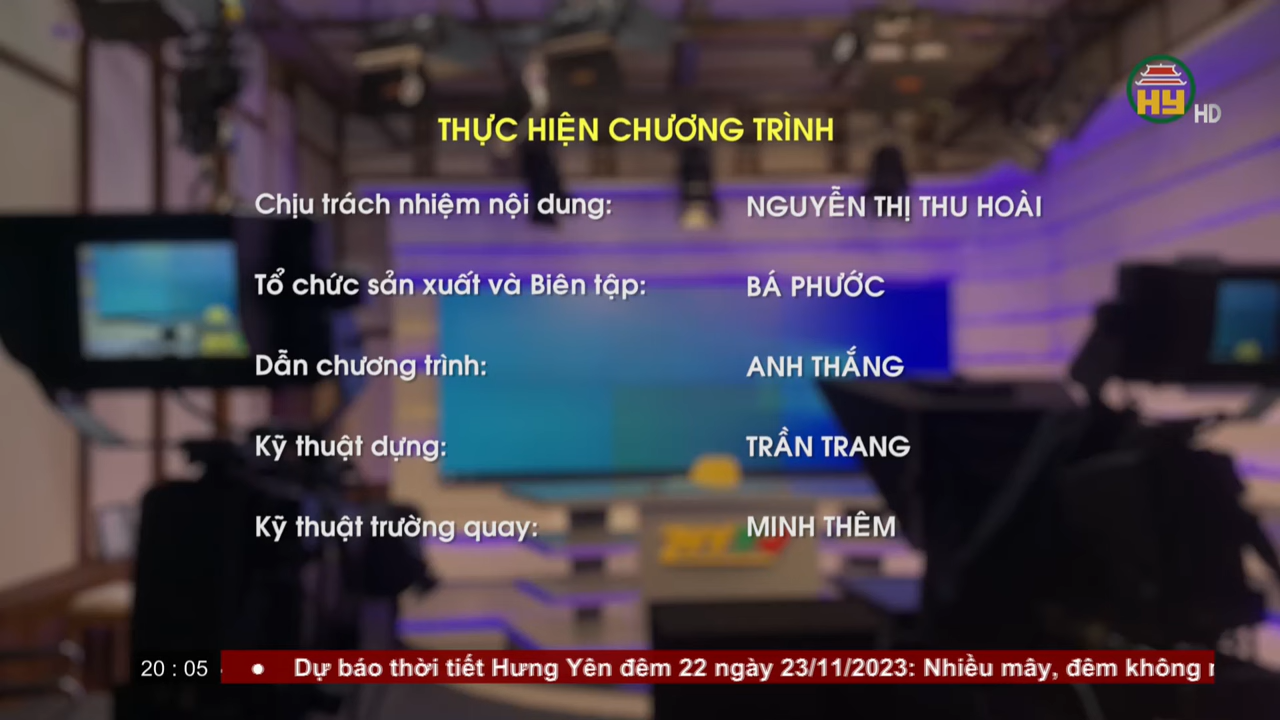 HY HD
THỰC HIỆN CHƯƠNG TRÌNH
Chịu trách nhiệm nội dung: NGUYỄN THỊ THU HOÀI
Tổ chức sản xuất và Biên tập: BÁ PHƯỚC
Dẫn chương trình: ANH THẮNG
Kỹ thuật dựng: TRẦN TRANG
Kỹ thuật trường quay: MINH THÊM
20 : 05 • Dự báo thời tiết Hưng Yên đêm 22 ngày 23/11/2023: Nhiều mây, đêm không